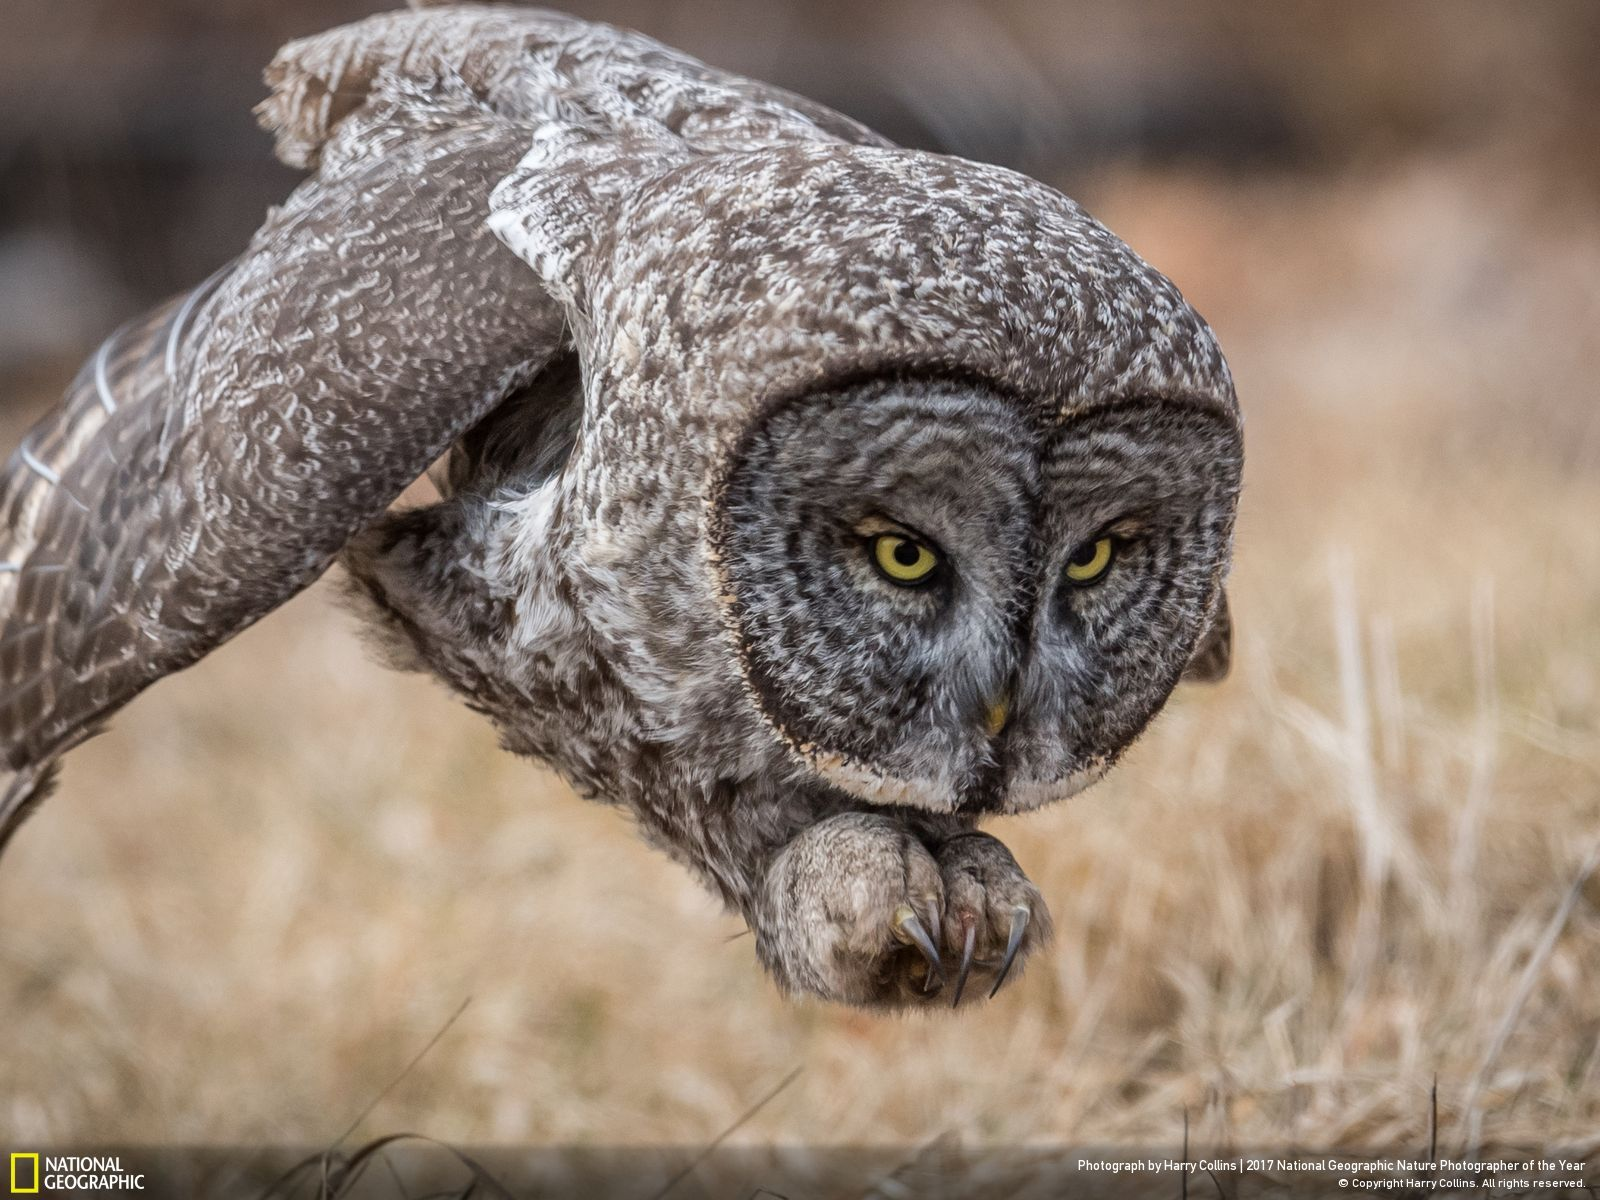 NATIONAL
GEOGRAPHIC
Photograph by Harry Collins | 2017 National Geographic Nature Photographer of the Year
© Copyright Harry Collins. All rights reserved.